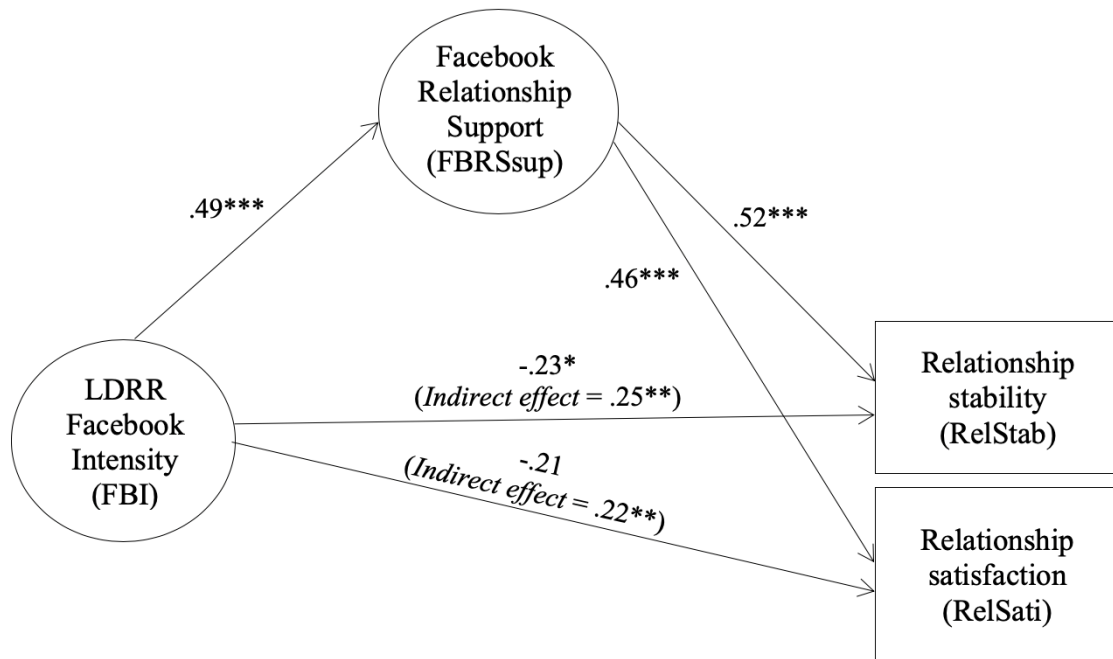 Facebook
Relationship
Support
(FBRSsup)
.49***
.52***
.46***
LDRR
Facebook
Intensity
(FBI)
-.23*
(Indirect effect = .25**)
-.21
(Indirect effect = .22**)
Relationship
stability
(RelStab)
Relationship
satisfaction
(RelSati)